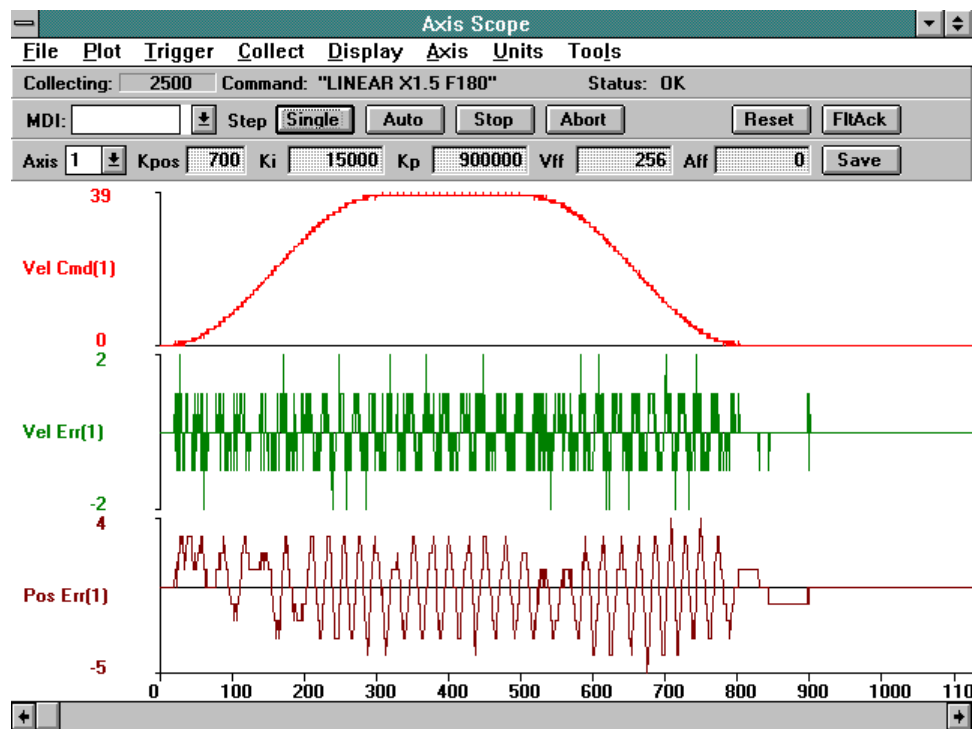 Axis Scope
File Plot Trigger Collect Display Axis Units Tools
Collecting: 2500 Command: "LINEAR X1.5 F180" Status: OK
MDI: Step Single Auto Stop Abort Reset FltAck
Axis 1 Kpos 700 Ki 15000 Kp 900000 Vff 256 Aff 0 Save
39
Vel Cmd(1)
0
2
Vel Err(1)
-2
4
Pos Err(1)
-5
0 100 200 300 400 500 600 700 800 900 1000 110